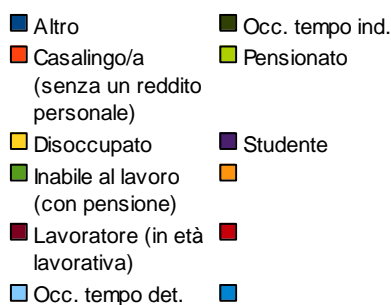 Altro
Casalingo/a
(senza un reddito
personale)
Disoccupato
Inabile al lavoro
(con pensione)
Lavoratore (in età
lavorativa)
Occ. tempo det.
Occ. tempo ind.
Pensionato
Studente